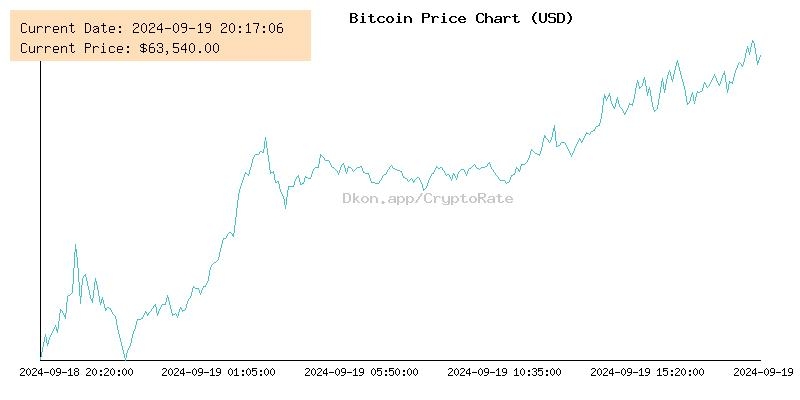 Bitcoin Price Chart (USD)
Current Date: 2024-09-19 20:17:06
Current Price: $63,540.00
Dkon.app/CryptoRate
2024-09-18 20:20:00
2024-09-19 01:05:00
2024-09-19 05:50:00
2024-09-19 10:35:00
2024-09-19 15:20:00
2024-09-19